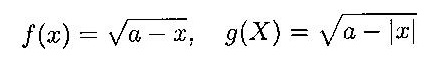 f(x) = √(a − x),   g(X) = √(a − |x|)